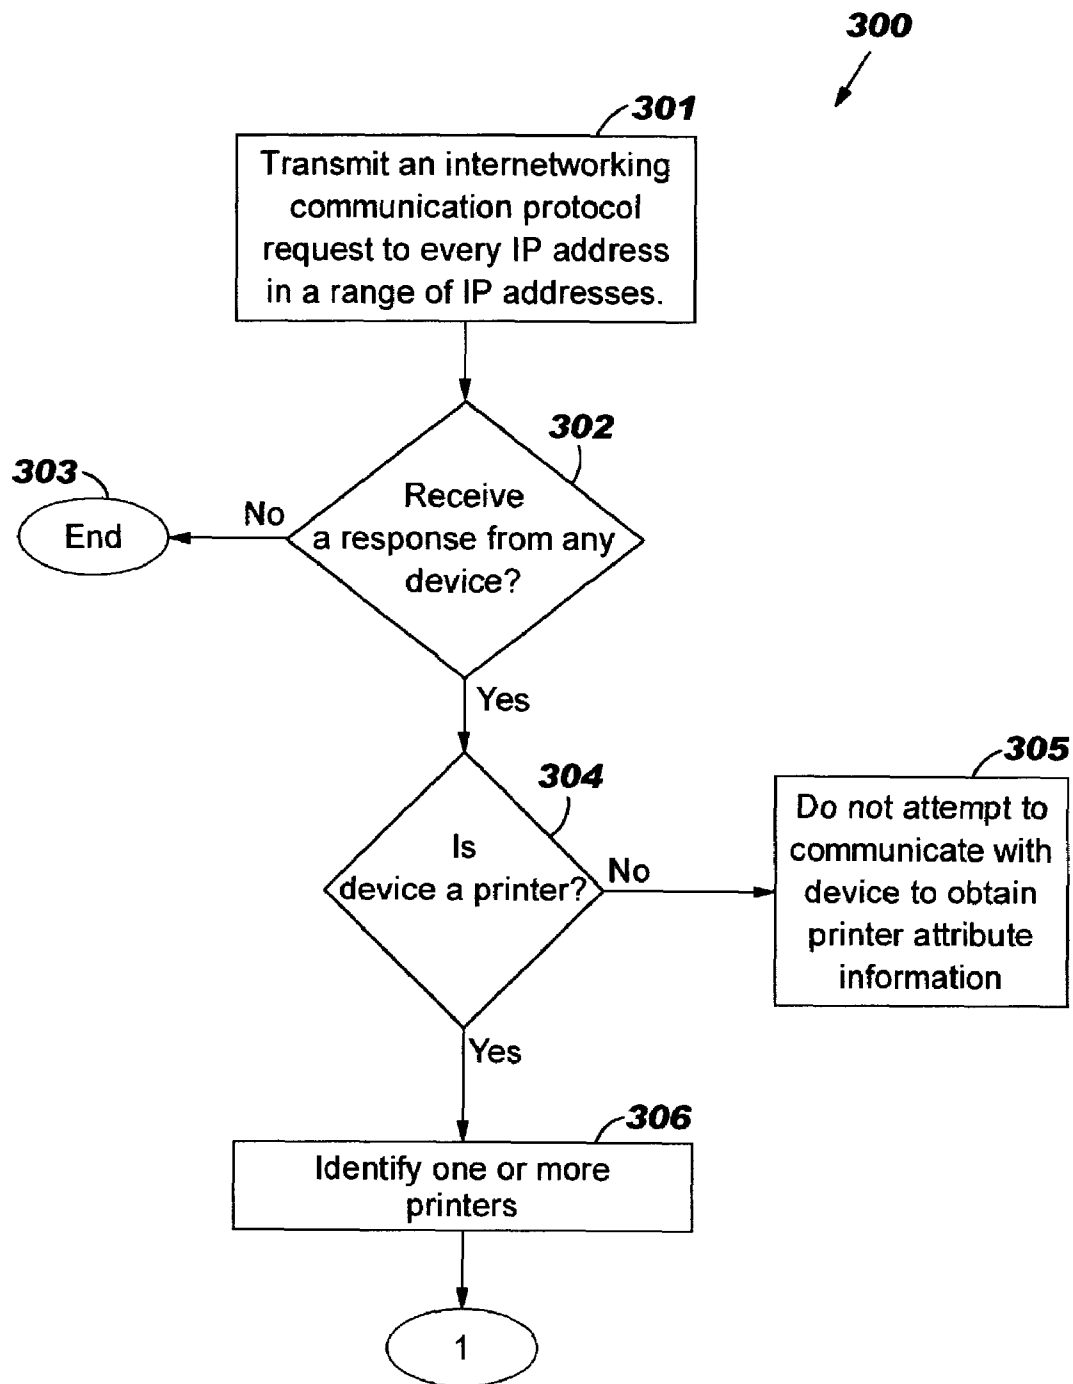 300
301
Transmit an internetworking
communication protocol
request to every IP address
in a range of IP addresses.
302
Receive
a response from any
device?
303
End
No
Yes
304
Is
device a printer?
No
305
Do not attempt to
communicate with
device to obtain
printer attribute
information
Yes
306
Identify one or more
printers
1